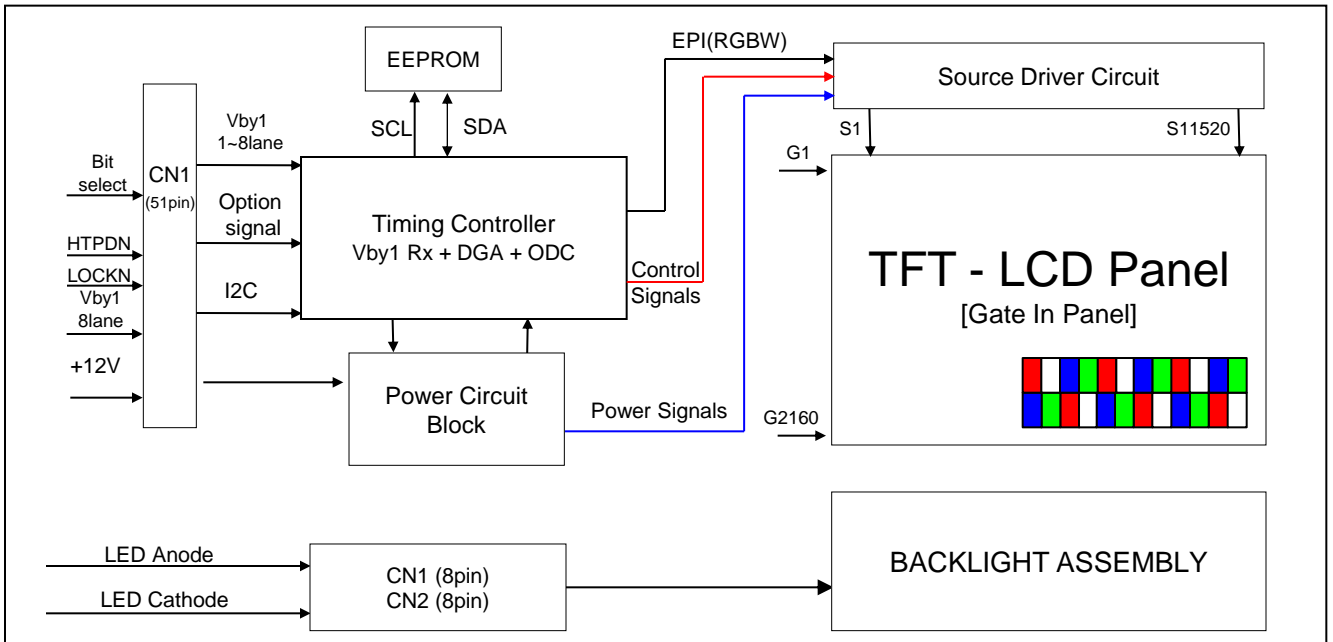 EEPROM
SCL
SDA
EPI(RGBW)
Source Driver Circuit
S1
S11520
G1
Bit
select
HTPDN
LOCKN
Vby1
8lane
+12V
CN1
(51pin)
Vby1
1~8lane
Option
signal
I2C
Timing Controller
Vby1 Rx + DGA + ODC
Control
Signals
TFT - LCD Panel
[Gate In Panel]
Power Circuit
Block
Power Signals
G2160
LED Anode
LED Cathode
CN1 (8pin)
CN2 (8pin)
BACKLIGHT ASSEMBLY